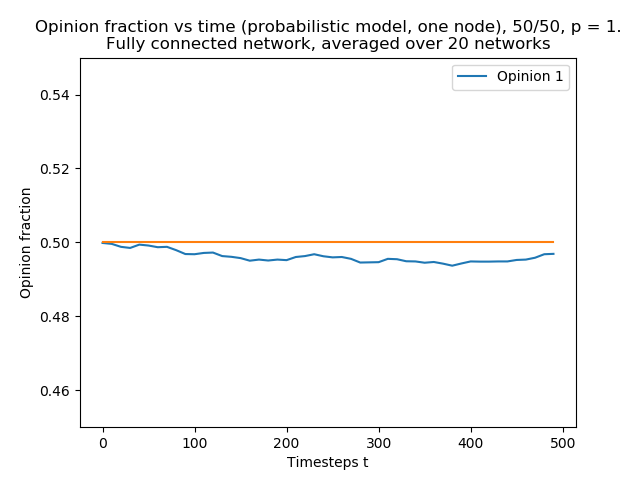 Opinion fraction vs time (probabilistic model, one node), 50/50, p = 1.
Fully connected network, averaged over 20 networks
Opinion 1
0.54
0.52
0.50
0.48
0.46
Opinion fraction
0 100 200 300 400 500
Timesteps t